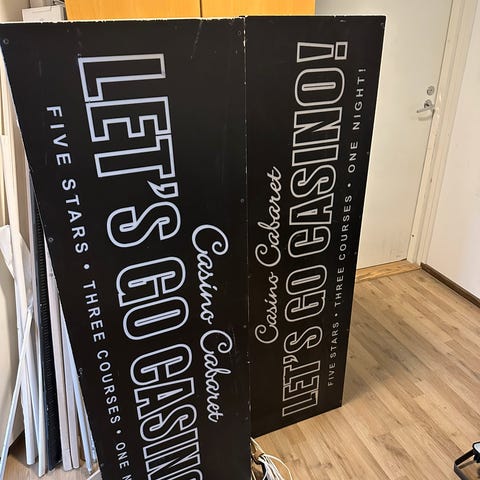 Casino Cabaret
LET'S GO CASIN
FIVE STARS • THREE COURSES • ONE N
Casino Cabaret
LET'S GO CASINO!
FIVE STARS • THREE COURSES • ONE NIGHT!